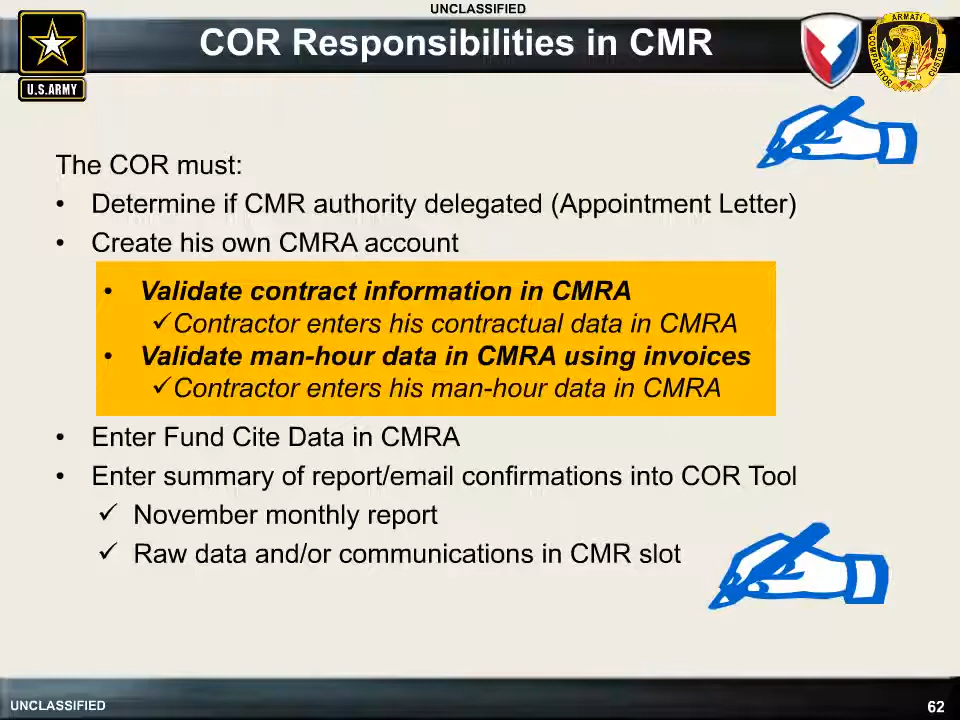 UNCLASSIFIED
COR Responsibilities in CMR
U.S.ARMY
ARMATI
COMPARATOR
CUSTOS
The COR must:
• Determine if CMR authority delegated (Appointment Letter)
• Create his own CMRA account
• Validate contract information in CMRA
✓Contractor enters his contractual data in CMRA
• Validate man-hour data in CMRA using invoices
✓Contractor enters his man-hour data in CMRA
• Enter Fund Cite Data in CMRA
• Enter summary of report/email confirmations into COR Tool
✓ November monthly report
✓ Raw data and/or communications in CMR slot
UNCLASSIFIED
62